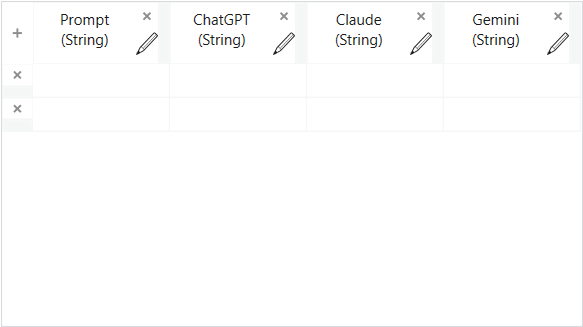 Prompt
(String)
ChatGPT
(String)
Claude
(String)
Gemini
(String)